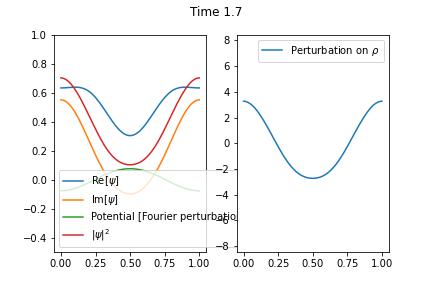 Time 1.7
1.0
0.8
0.6
0.4
0.2
0.0
−0.2
−0.4
0.00 0.25 0.50 0.75 1.00
Re[ψ]
Im[ψ]
Potential [Fourier perturbatio
|ψ|²
8
6
4
2
0
−2
−4
−6
−8
0.00 0.25 0.50 0.75 1.00
Perturbation on ρ